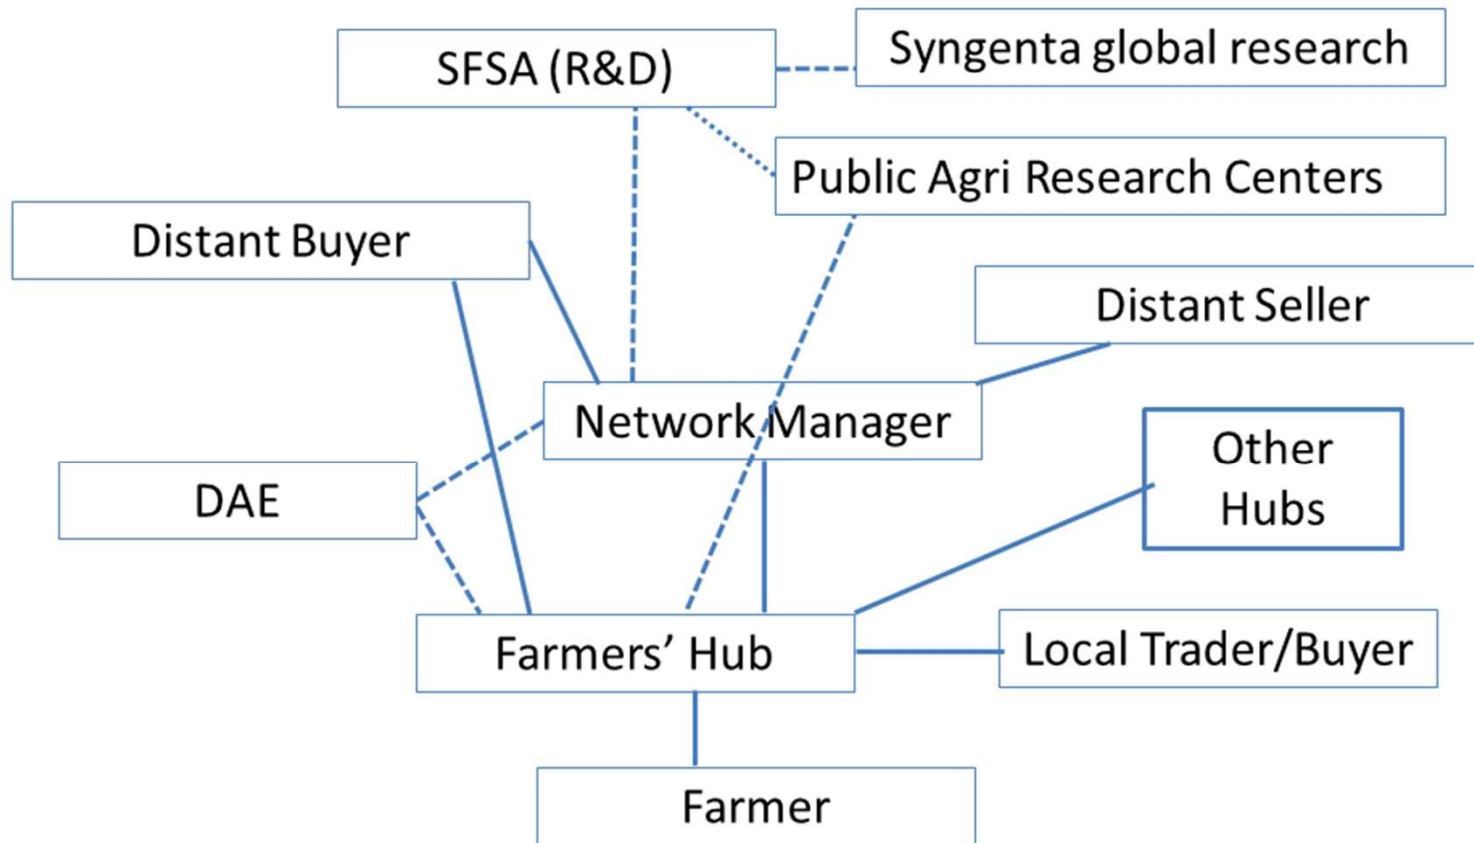 SFSA (R&D)
Syngenta global research
Public Agri Research Centers
Distant Buyer
Distant Seller
Network Manager
Other
Hubs
DAE
Farmers’ Hub
Local Trader/Buyer
Farmer